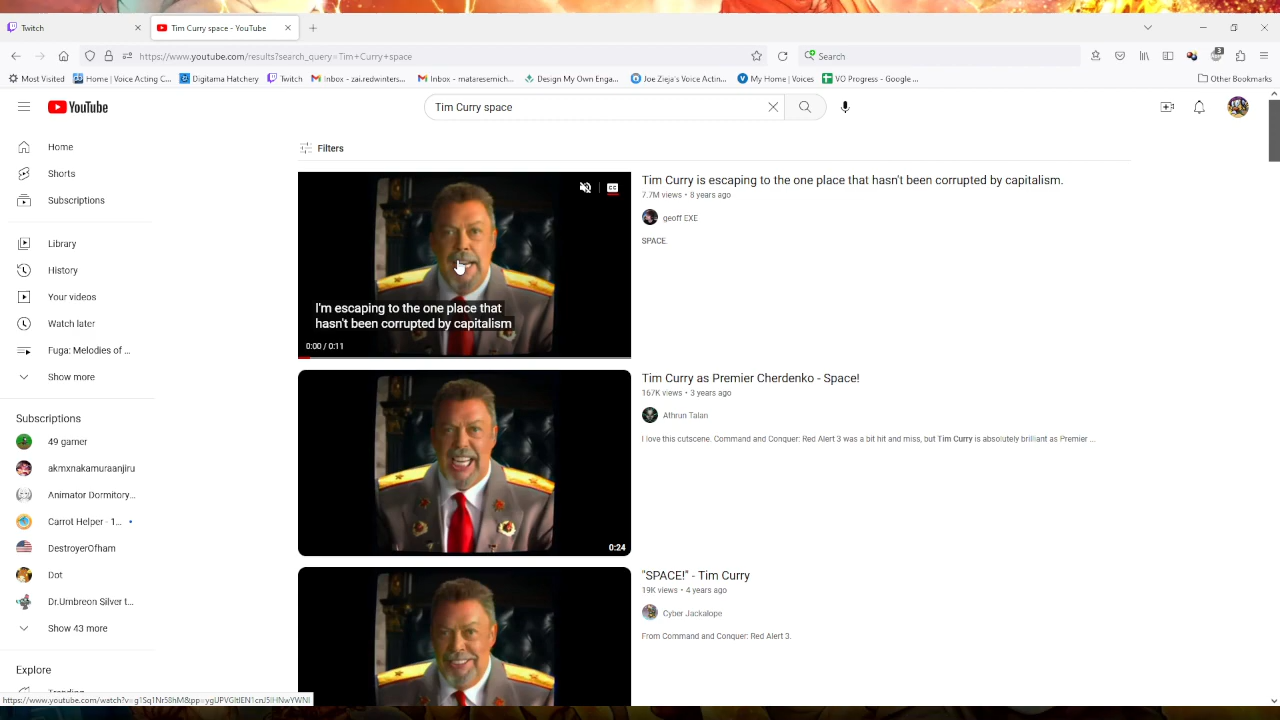 Twitch
Tim Curry space - YouTube
https://www.youtube.com/results?search_query=Tim+Curry+space
Search
3
Most Visited
Home | Voice Acting C...
Digitama Hatchery
Twitch
Inbox - zai.redwinters...
Inbox - mataresemich...
Design My Own Enga...
Joe Zieja's Voice Actin...
My Home | Voices
VO Progress - Google ...
Other Bookmarks
YouTube
Tim Curry space
Home
Shorts
Subscriptions
Library
History
Your videos
Watch later
Fuga: Melodies of ...
Show more
Subscriptions
49 gamer
akmxnakamuraanjiru
Animator Dormitory...
Carrot Helper - 1...
DestroyerOfham
Dot
Dr.Umbreon Silver t...
Show 43 more
Explore
Filters
CC
I'm escaping to the one place that
hasn't been corrupted by capitalism
0:00 / 0:11
Tim Curry is escaping to the one place that hasn't been corrupted by capitalism.
7.7M views • 8 years ago
geoff EXE
SPACE.
0:24
Tim Curry as Premier Cherdenko - Space!
167K views • 3 years ago
Athrun Talan
I love this cutscene. Command and Conquer: Red Alert 3 was a bit hit and miss, but Tim Curry is absolutely brilliant as Premier ...
"SPACE!" - Tim Curry
19K views • 4 years ago
Cyber Jackalope
From Command and Conquer: Red Alert 3.